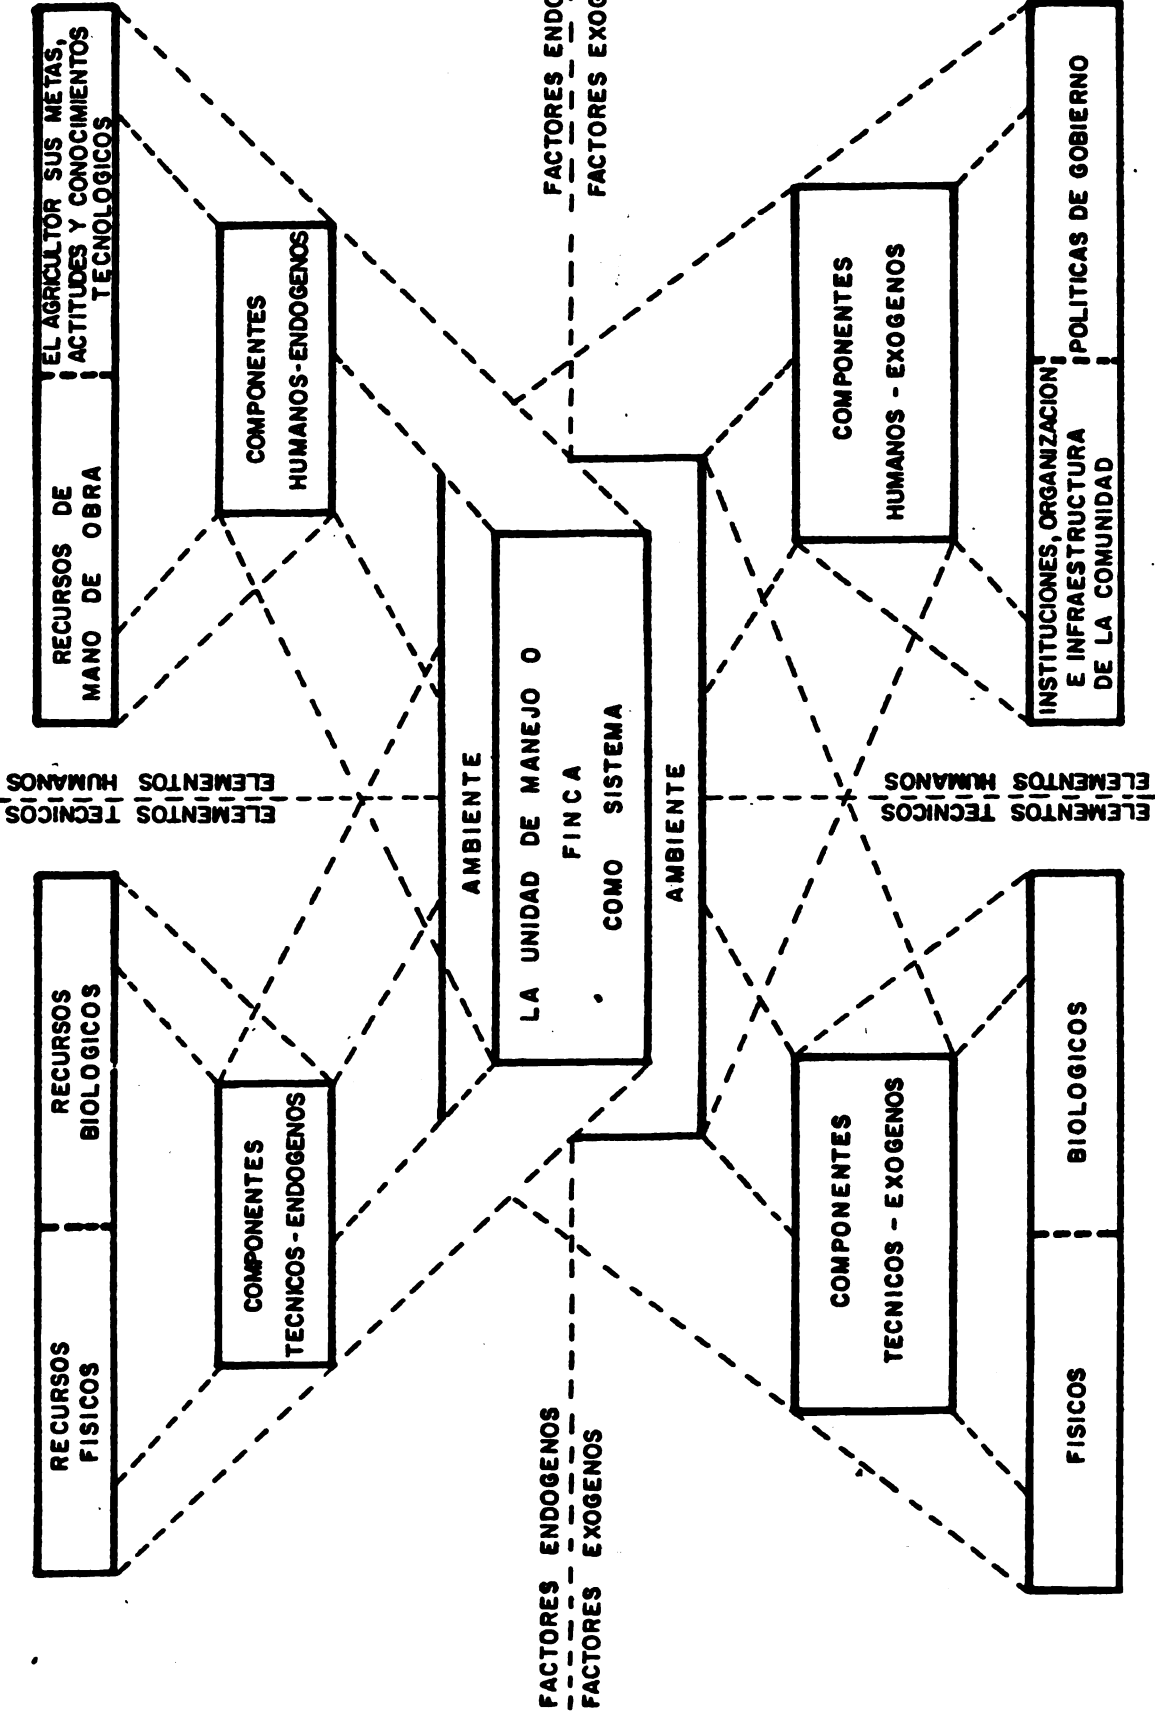 RECURSOS
FISICOS
RECURSOS
BIOLOGICOS
ELEMENTOS TECNICOS
ELEMENTOS HUMANOS
RECURSOS DE
MANO DE OBRA
EL AGRICULTOR SUS METAS,
ACTITUDES Y CONOCIMIENTOS
TECNOLOGICOS
COMPONENTES
TECNICOS-ENDOGENOS
COMPONENTES
HUMANOS-ENDOGENOS
AMBIENTE
LA UNIDAD DE MANEJO O
FINCA
COMO SISTEMA
AMBIENTE
FACTORES ENDOGENOS
FACTORES EXOGENOS
FACTORES ENDO
FACTORES EXOG
COMPONENTES
TECNICOS - EXOGENOS
COMPONENTES
HUMANOS - EXOGENOS
ELEMENTOS TECNICOS
ELEMENTOS HUMANOS
FISICOS
BIOLOGICOS
INSTITUCIONES, ORGANIZACION
E INFRAESTRUCTURA
DE LA COMUNIDAD
POLITICAS DE GOBIERNO